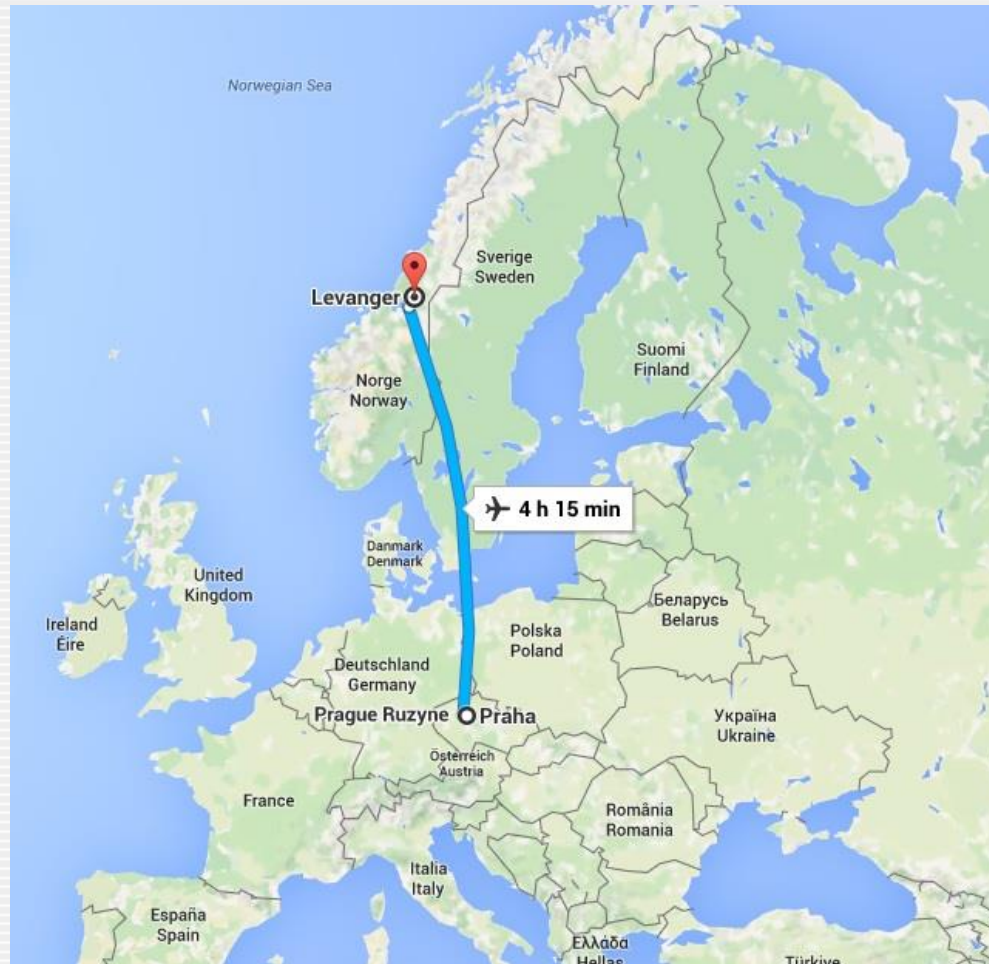 Norwegian Sea
Sverige
Sweden
Levanger
Suomi
Finland
Norge
Norway
4 h 15 min
Danmark
Denmark
United
Kingdom
Беларусь
Belarus
Ireland
Éire
Polska
Poland
Deutschland
Germany
Prague Ruzyne
Praha
Україна
Ukraine
Österreich
Austria
France
România
Romania
Italia
Italy
España
Spain
Ελλάδα
Hellas
Türkiye